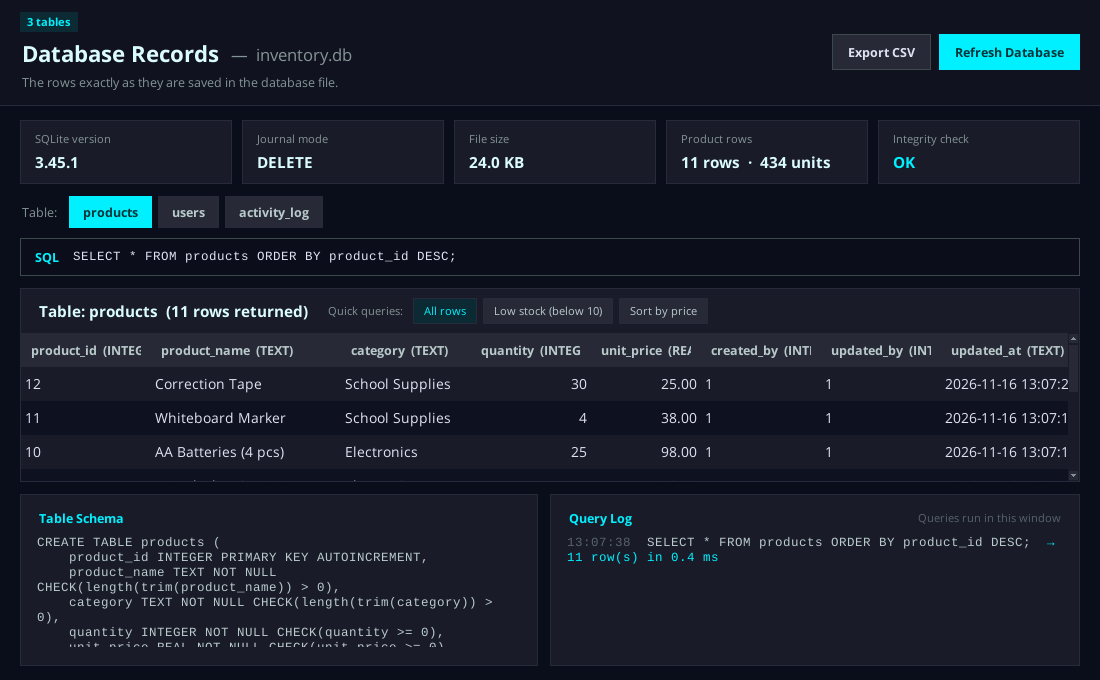 3 tables
Database Records — inventory.db
The rows exactly as they are saved in the database file.
Export CSV
Refresh Database
SQLite version
3.45.1
Journal mode
DELETE
File size
24.0 KB
Product rows
11 rows · 434 units
Integrity check
OK
Table: products users activity_log
SQL SELECT * FROM products ORDER BY product_id DESC;
Table: products (11 rows returned) Quick queries: All rows Low stock (below 10) Sort by price
product_id (INTEG product_name (TEXT) category (TEXT) quantity (INTEG unit_price (REA created_by (INT updated_by (INT updated_at (TEXT)
12 Correction Tape School Supplies 30 25.00 1 1 2026-11-16 13:07:2
11 Whiteboard Marker School Supplies 4 38.00 1 1 2026-11-16 13:07:1
10 AA Batteries (4 pcs) Electronics 25 98.00 1 1 2026-11-16 13:07:1
Table Schema
CREATE TABLE products (
product_id INTEGER PRIMARY KEY AUTOINCREMENT,
product_name TEXT NOT NULL
CHECK(length(trim(product_name)) > 0),
category TEXT NOT NULL CHECK(length(trim(category)) >
0),
quantity INTEGER NOT NULL CHECK(quantity >= 0),
unit_price REAL NOT NULL CHECK(unit_price >= 0)
Query Log
Queries run in this window
13:07:38 SELECT * FROM products ORDER BY product_id DESC; →
11 row(s) in 0.4 ms